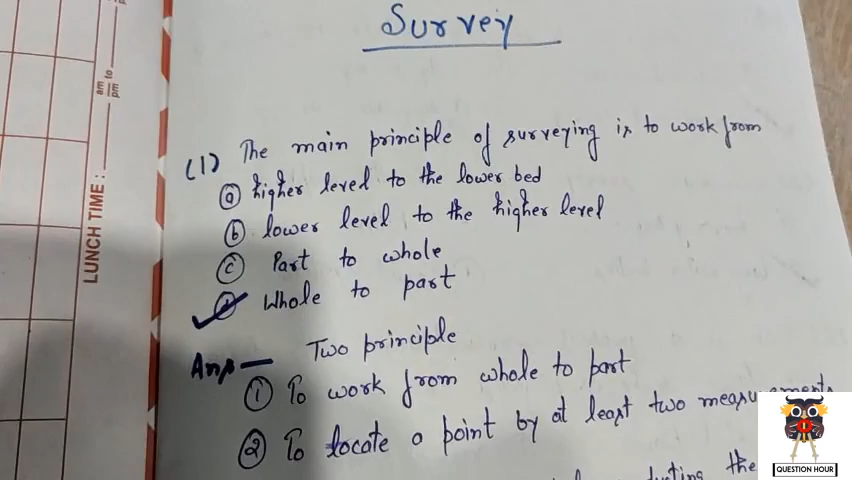 Survey
LUNCH TIME :
am
pm
to
(1) The main principle of surveying is to work from
(a) higher level to the lower bed
(b) lower level to the higher level
(c) Part to whole
Whole to part
Ans — Two principle
(1) To work from whole to part
(2) To locate a point by at least two measurements
the
QUESTION HOUR